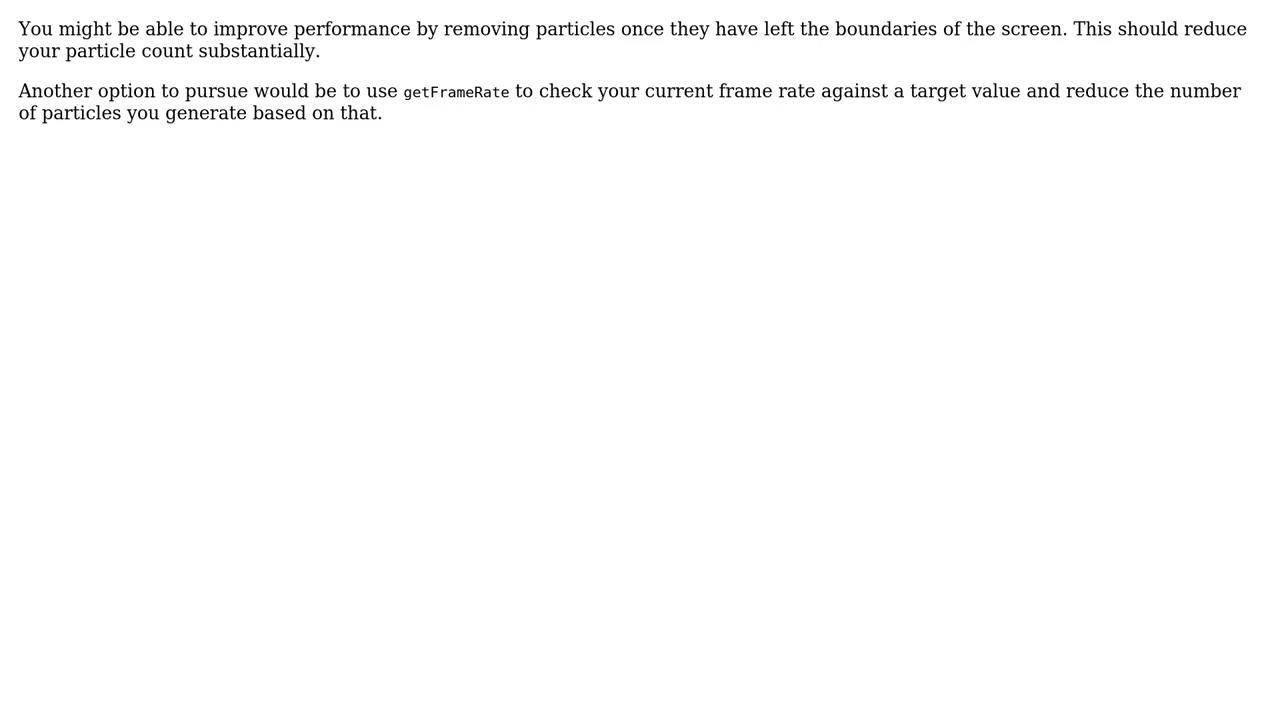 You might be able to improve performance by removing particles once they have left the boundaries of the screen. This should reduce
your particle count substantially.
Another option to pursue would be to use getFrameRate to check your current frame rate against a target value and reduce the number
of particles you generate based on that.